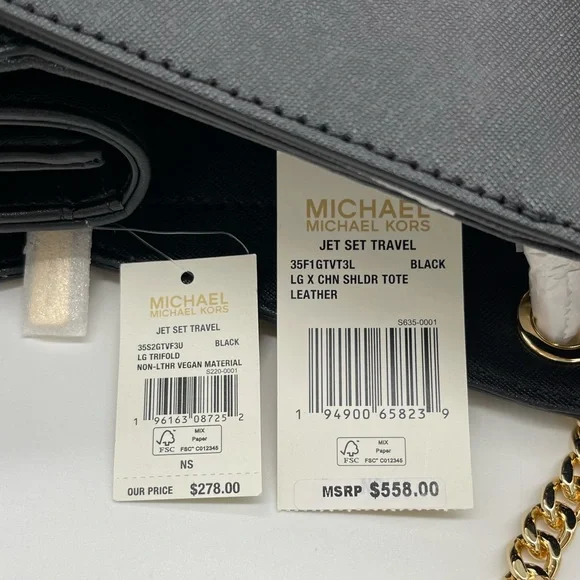 MICHAEL
MICHAEL KORS
JET SET TRAVEL
35S2GTVF3U BLACK
LG TRIFOLD
NON-LTHR VEGAN MATERIAL
S220-0001
1 96163 08725 2
FSC
MIX
Paper
FSC™ C012345
NS
OUR PRICE $278.00
MICHAEL
MICHAEL KORS
JET SET TRAVEL
35F1GTVT3L BLACK
LG X CHN SHLDR TOTE
LEATHER
S635-0001
1 94900 65823 9
FSC
MIX
Paper
FSC™ C012345
MSRP $558.00